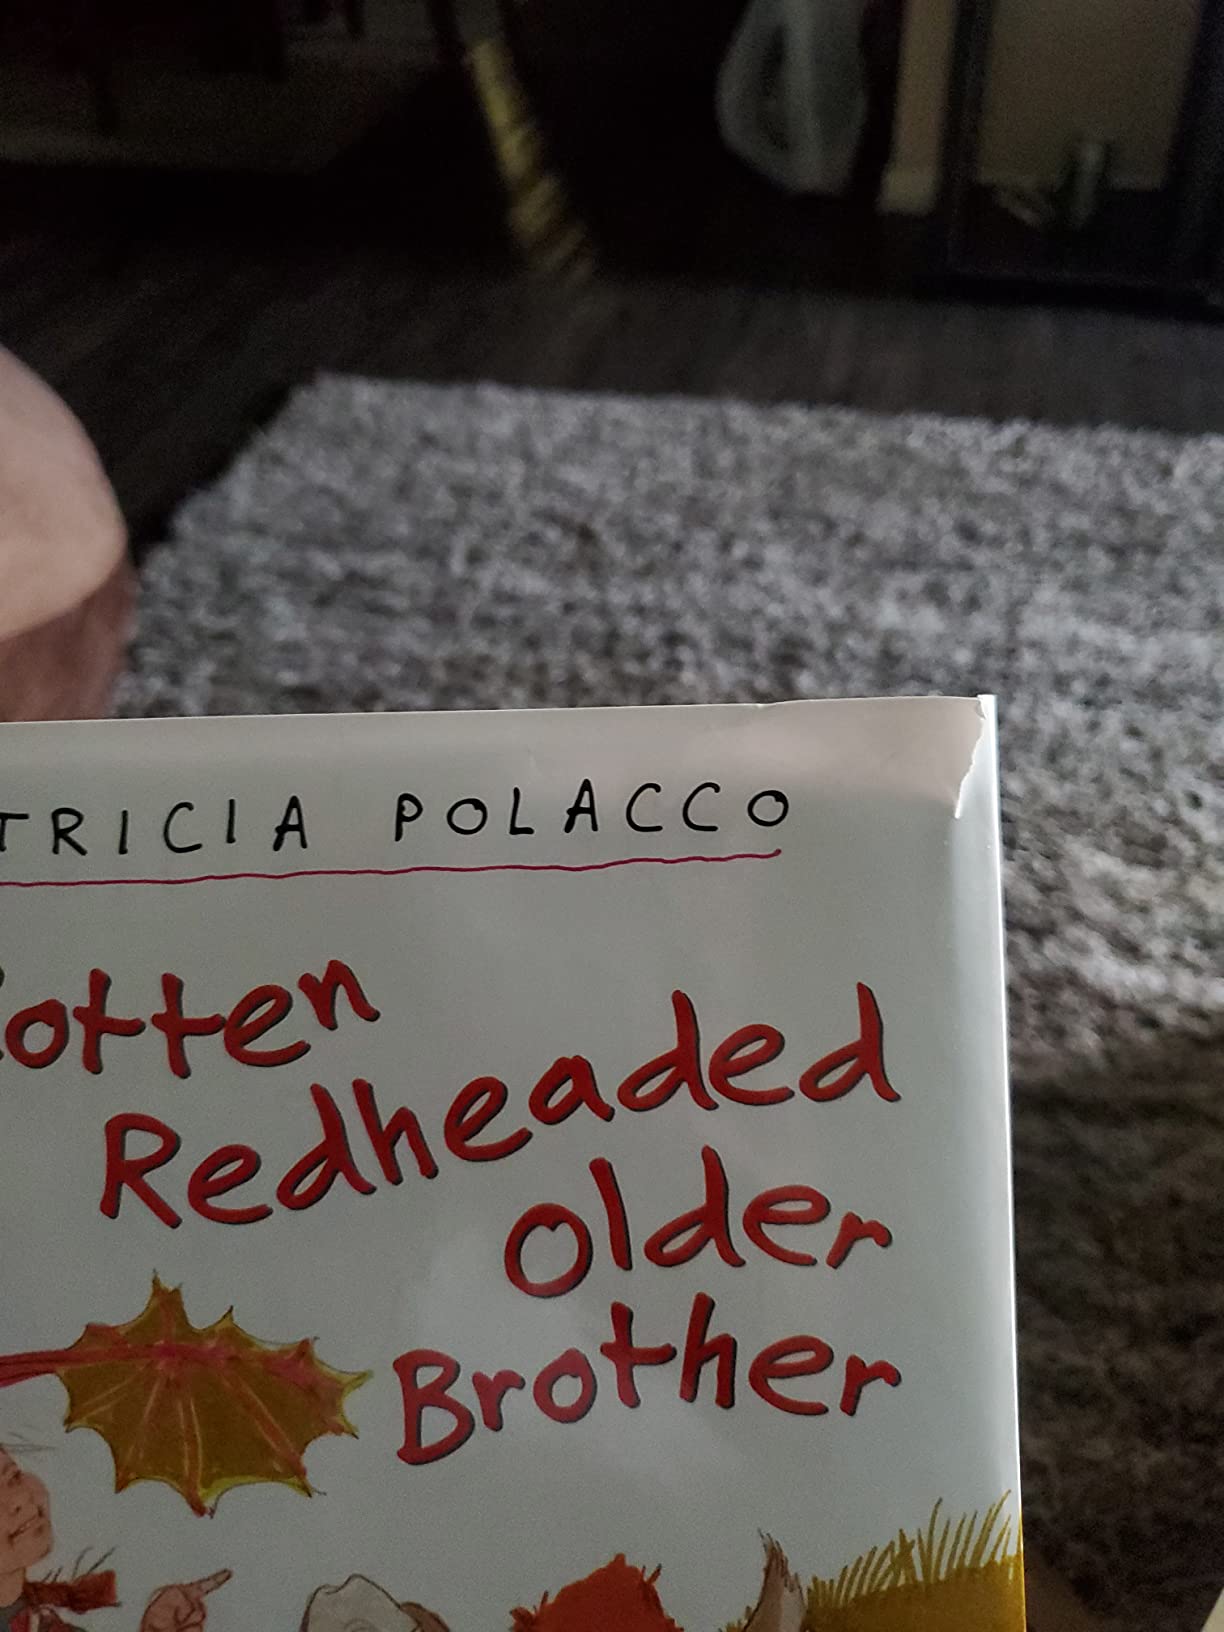 TRICIA POLACCO
otten
Redheaded
older
Brother